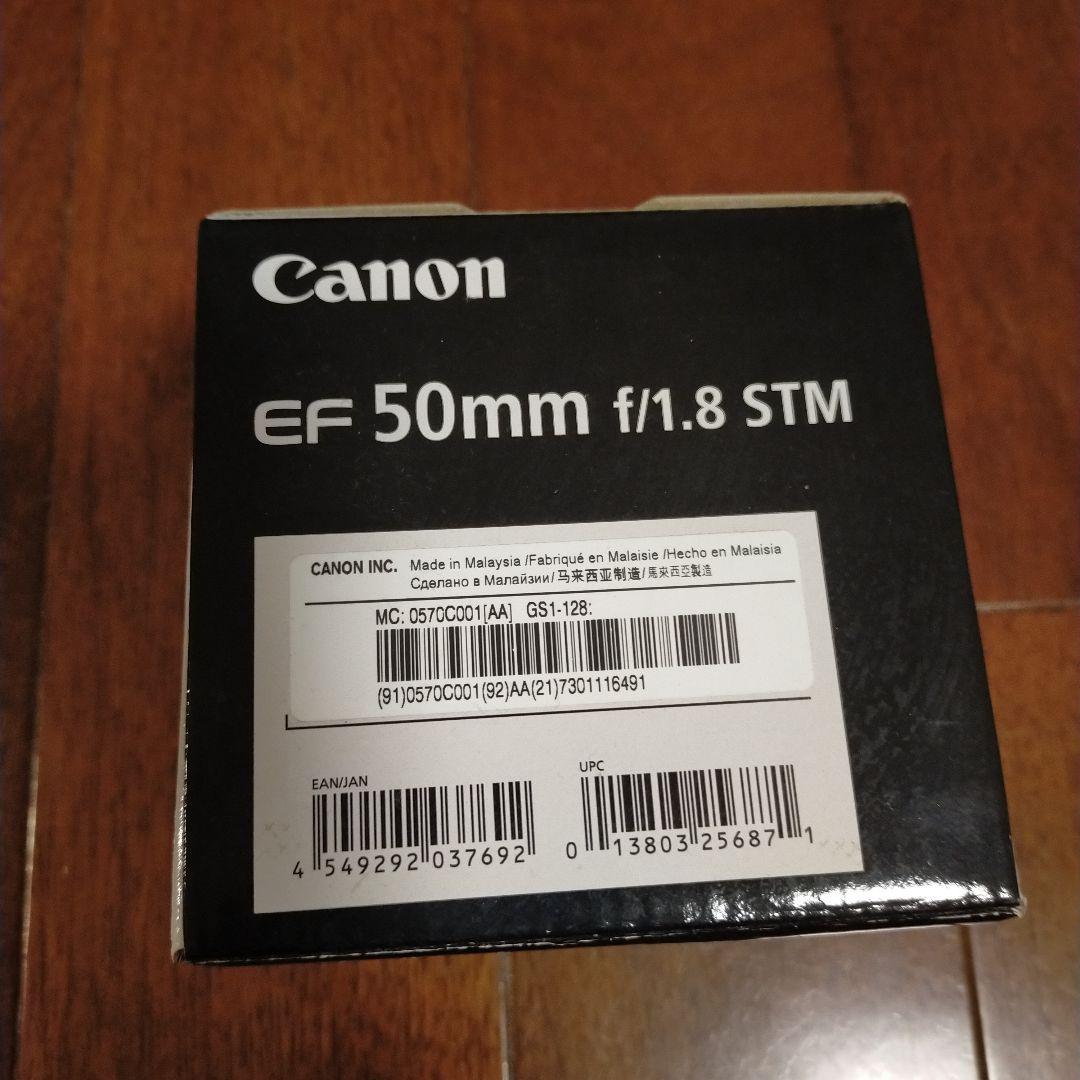 Canon
EF 50mm f/1.8 STM
CANON INC. Made in Malaysia /Fabriqué en Malaisie /Hecho en Malaisia
Сделано в Малайзии/马来西亚制造/馬來西亞製造
MC: 0570C001[AA] GS1-128:
(91)0570C001(92)AA(21)7301116491
EAN/JAN
4 549292 037692
UPC
0 13803 25687 1